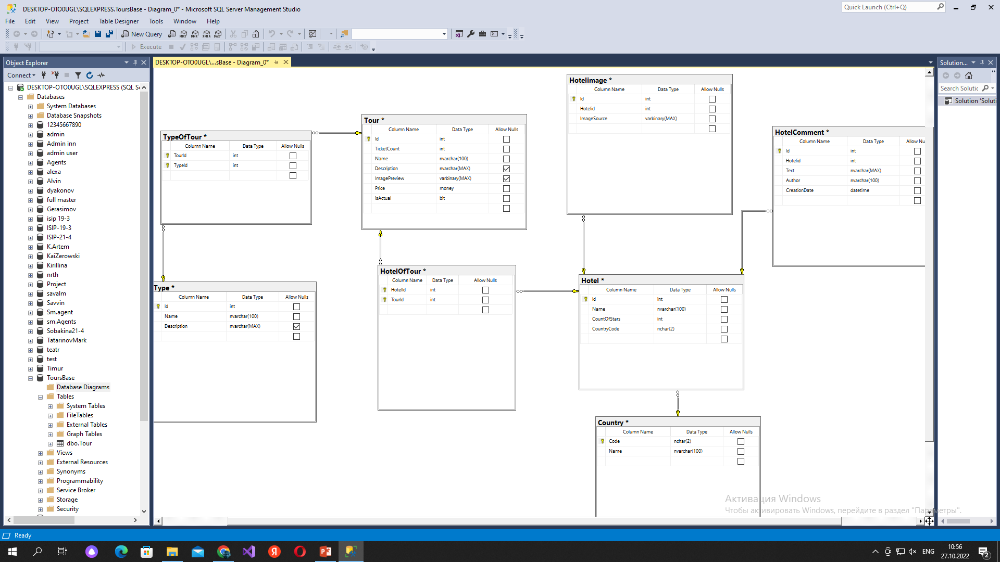 DESKTOP-OTO0UGL\SQLEXPRESS.ToursBase - Diagram_0* - Microsoft SQL Server Management Studio
Quick Launch (Ctrl+Q)
File Edit View Project Table Designer Tools Window Help
New Query
MDX DMX XMLA DAX
Execute
Object Explorer
DESKTOP-OTO0UGL\...sBase - Diagram_0*
Solution...
Connect
Search Solutic
Solution 'Soluti
DESKTOP-OTO0UGL\SQLEXPRESS (SQL Se
Databases
System Databases
Database Snapshots
12345667890
admin
Admin inn
admin user
Agents
alexa
Alvin
dyakonov
full master
Gerasimov
isip 19-3
ISIP-19-3
ISIP-21-4
K.Artem
KaiZerowski
Kirillina
nrth
Project
savalm
Savvin
Sm.agent
sm.Agents
Sobakina21-4
TatarinovMark
teatr
test
Timur
ToursBase
Database Diagrams
Tables
System Tables
FileTables
External Tables
Graph Tables
dbo.Tour
Views
External Resources
Synonyms
Programmability
Service Broker
Storage
Security
TypeOfTour *
Column Name Data Type Allow Nulls
TourId int
TypeId int
Tour *
Column Name Data Type Allow Nulls
Id int
TicketCount int
Name nvarchar(100)
Description nvarchar(MAX)
ImagePreview varbinary(MAX)
Price money
isActual bit
HotelImage *
Column Name Data Type Allow Nulls
Id int
HotelId int
ImageSource varbinary(MAX)
HotelComment *
Column Name Data Type Allow Nu
Id int
HotelId int
Text nvarchar(MAX)
Author nvarchar(100)
CreationDate datetime
Type *
Column Name Data Type Allow Nulls
Id int
Name nvarchar(100)
Description nvarchar(MAX)
HotelOfTour *
Column Name Data Type Allow Nulls
HotelId int
TourId int
Hotel *
Column Name Data Type Allow Nulls
Id int
Name nvarchar(100)
CountOfStars int
CountryCode nchar(2)
Country *
Column Name Data Type Allow Nulls
Code nchar(2)
Name nvarchar(100)
Активация Windows
Чтобы активировать Windows, перейдите в раздел "Параметры".
Ready
ENG
10:56
27.10.2022
2